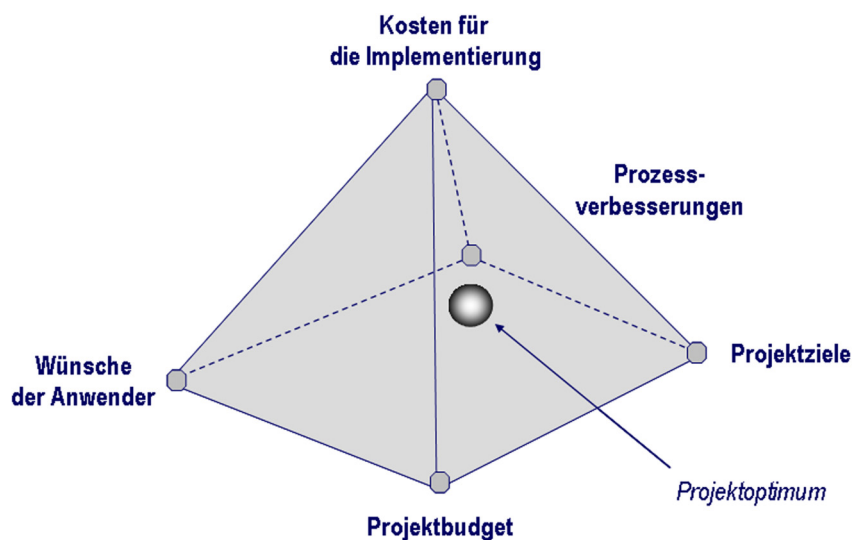 Kosten für
die Implementierung
Prozess-
verbesserungen
Wünsche
der Anwender
Projektziele
Projektoptimum
Projektbudget